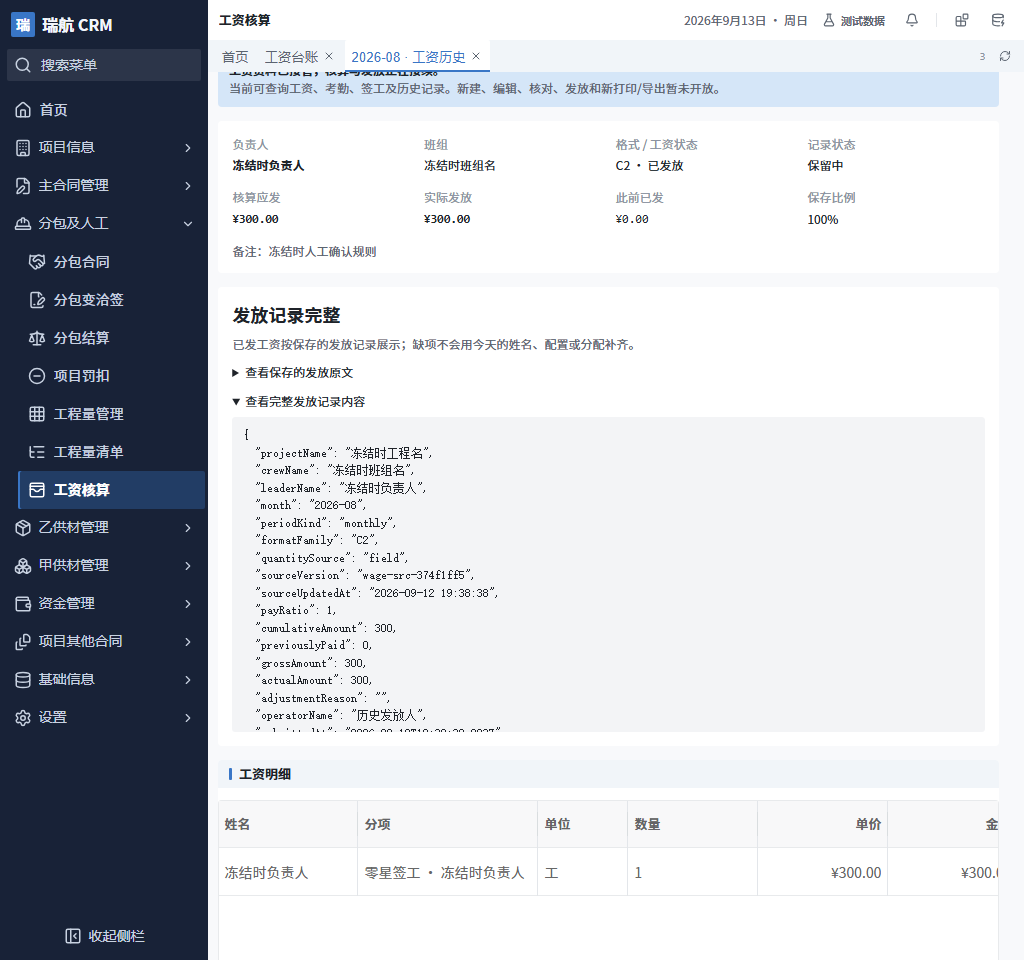 瑞 瑞航 CRM
搜索菜单
首页
项目信息
主合同管理
分包及人工
分包合同
分包变洽签
分包结算
项目罚扣
工程量管理
工程量清单
工资核算
乙供材管理
甲供材管理
资金管理
项目其他合同
基础信息
设置
收起侧栏
工资核算
2026年9月13日 · 周日 测试数据
首页 工资台账 × 2026-08 · 工资历史 × 3
当前可查询工资、考勤、签工及历史记录。新建、编辑、核对、发放和新打印/导出暂未开放。
负责人 班组 格式 / 工资状态 记录状态
冻结时负责人 冻结时班组名 C2 · 已发放 保留中
核算应发 实际发放 此前已发 保存比例
¥300.00 ¥300.00 ¥0.00 100%
备注：冻结时人工确认规则
发放记录完整
已发工资按保存的发放记录展示；缺项不会用今天的姓名、配置或分配补齐。
▶ 查看保存的发放原文
▼ 查看完整发放记录内容
{
"projectName": "冻结时工程名",
"crewName": "冻结时班组名",
"leaderName": "冻结时负责人",
"month": "2026-08",
"periodKind": "monthly",
"formatFamily": "C2",
"quantitySource": "field",
"sourceVersion": "wage-src-374f1ff5",
"sourceUpdatedAt": "2026-09-12 19:38:38",
"payRatio": 1,
"cumulativeAmount": 300,
"previouslyPaid": 0,
"grossAmount": 300,
"actualAmount": 300,
"adjustmentReason": "",
"operatorName": "历史发放人",
工资明细
姓名 分项 单位 数量 单价 金
冻结时负责人 零星签工 · 冻结时负责人 工 1 ¥300.00 ¥300.0